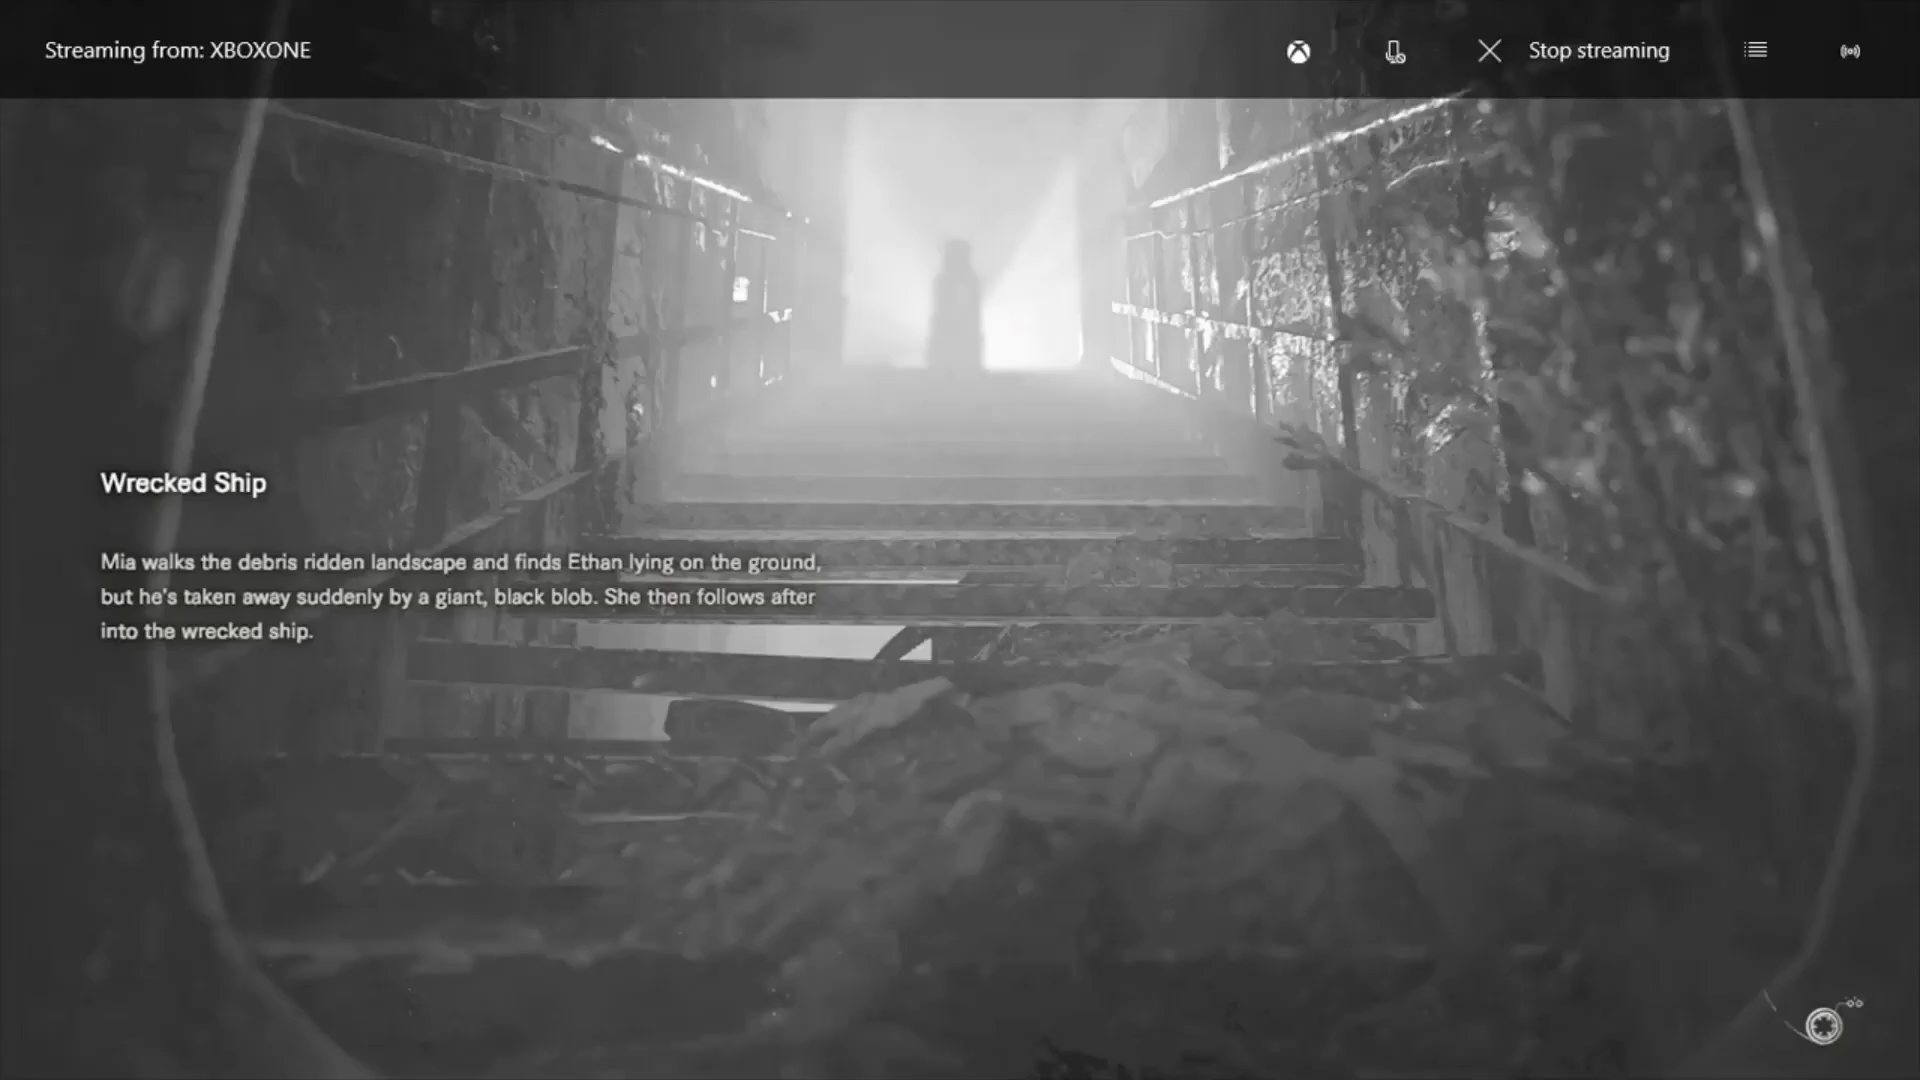 Streaming from: XBOXONE
Stop streaming
Wrecked Ship
Mia walks the debris ridden landscape and finds Ethan lying on the ground,
but he's taken away suddenly by a giant, black blob. She then follows after
into the wrecked ship.